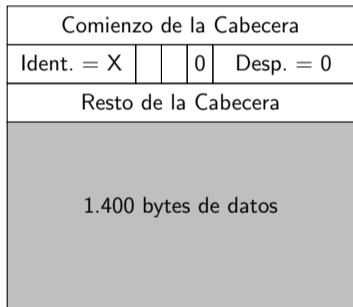 Comienzo de la Cabecera
Ident. = X 0 Desp. = 0
Resto de la Cabecera
1.400 bytes de datos